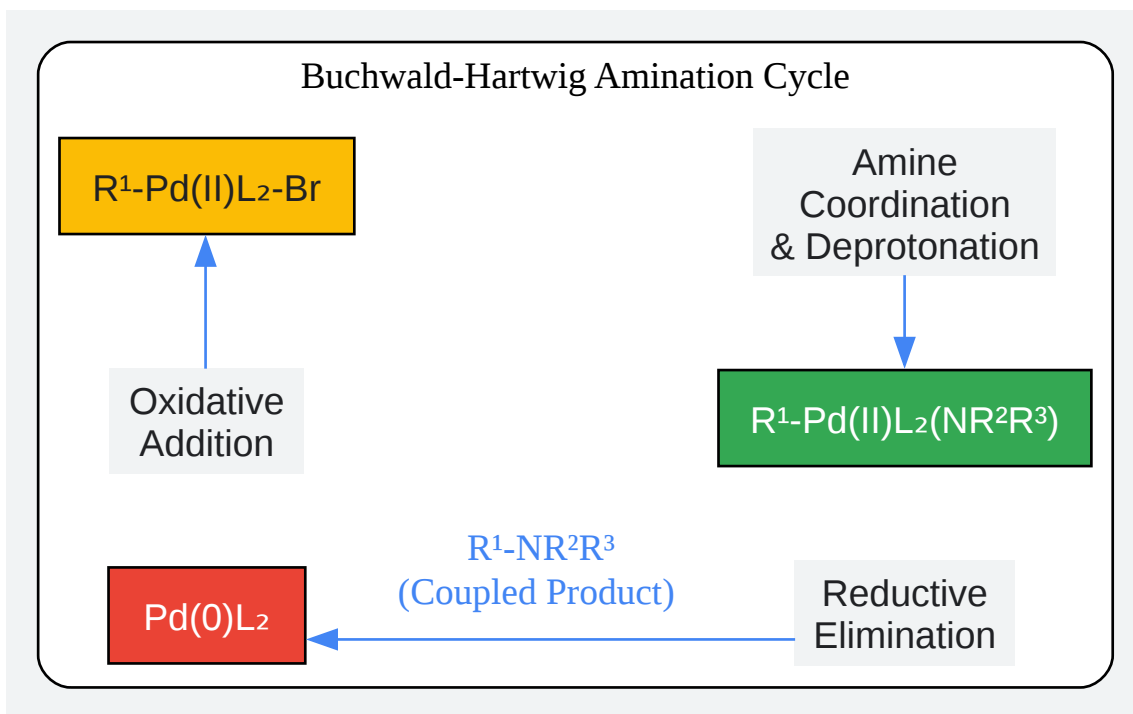 Buchwald-Hartwig Amination Cycle
R¹-Pd(II)L₂-Br
Amine
Coordination
& Deprotonation
Oxidative
Addition
R¹-Pd(II)L₂(NR²R³)
R¹-NR²R³
(Coupled Product)
Pd(0)L₂
Reductive
Elimination